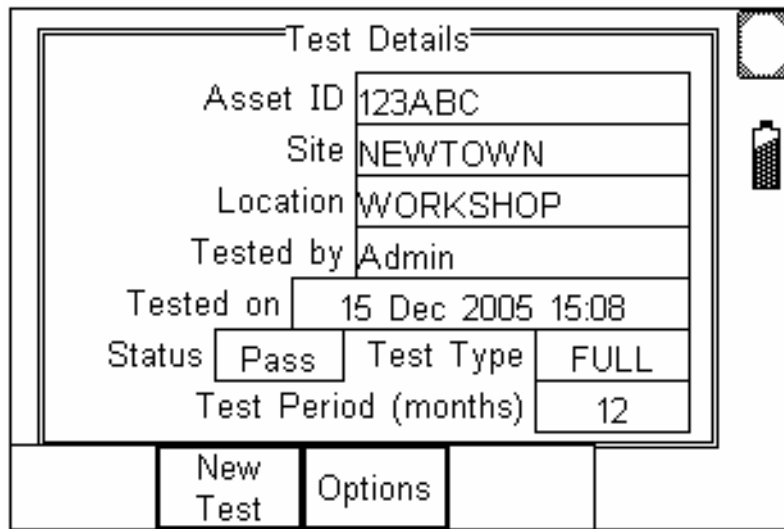 Test Details
Asset ID 123ABC
Site NEWTOWN
Location WORKSHOP
Tested by Admin
Tested on 15 Dec 2005 15:08
Status Pass Test Type FULL
Test Period (months) 12
New
Test
Options